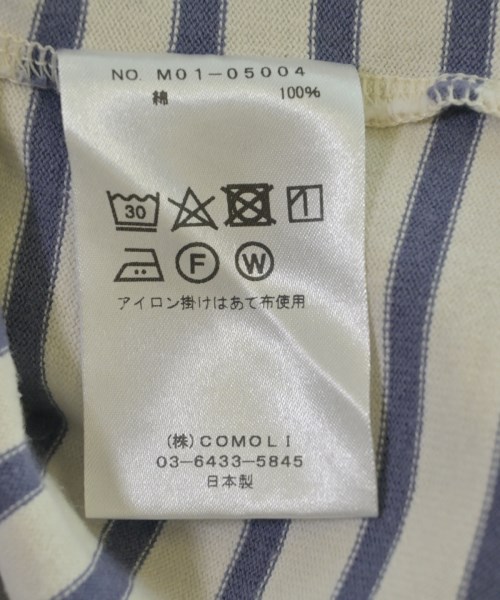 NO. M01-05004
綿 100%
30
F W
アイロン掛けはあて布使用
(株)COMOLI
03-6433-5845
日本製